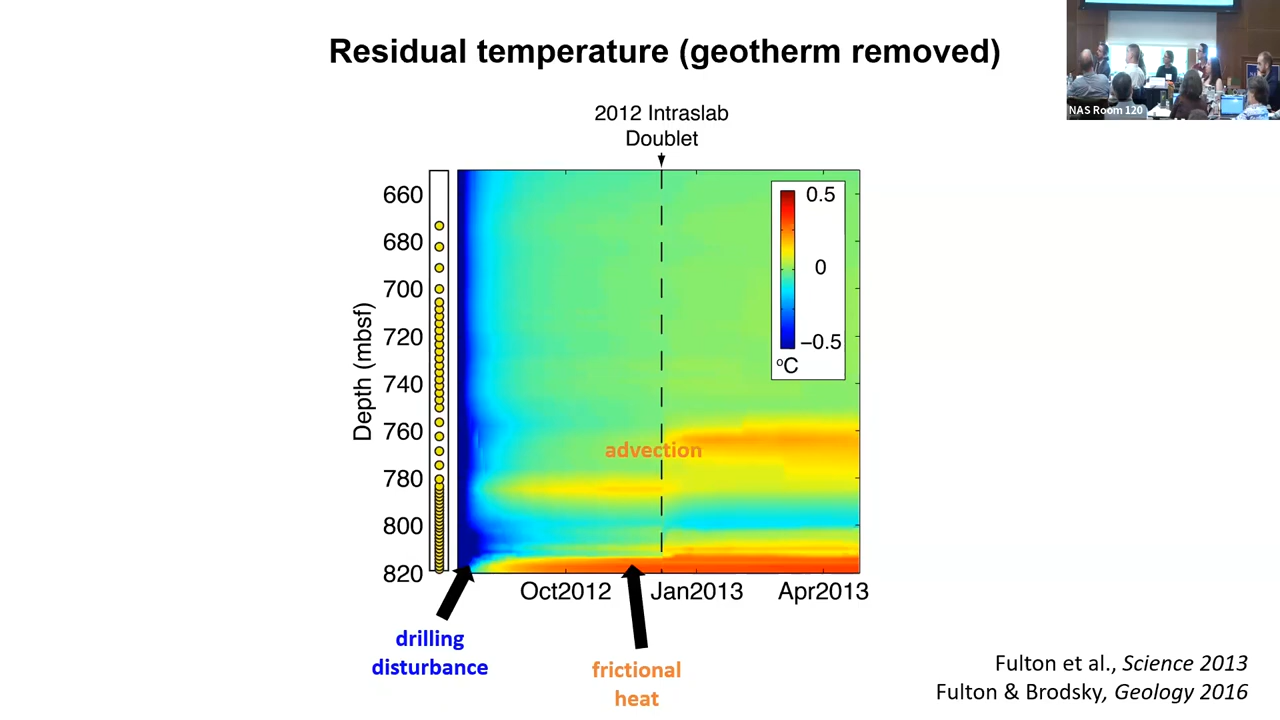 Residual temperature (geotherm removed)
NAS Room 120
2012 Intraslab
Doublet
660
680
700
720
740
760
780
800
820
Depth (mbsf)
0.5
0
−0.5
°C
advection
Oct2012
Jan2013
Apr2013
drilling
disturbance
frictional
heat
Fulton et al., Science 2013
Fulton & Brodsky, Geology 2016